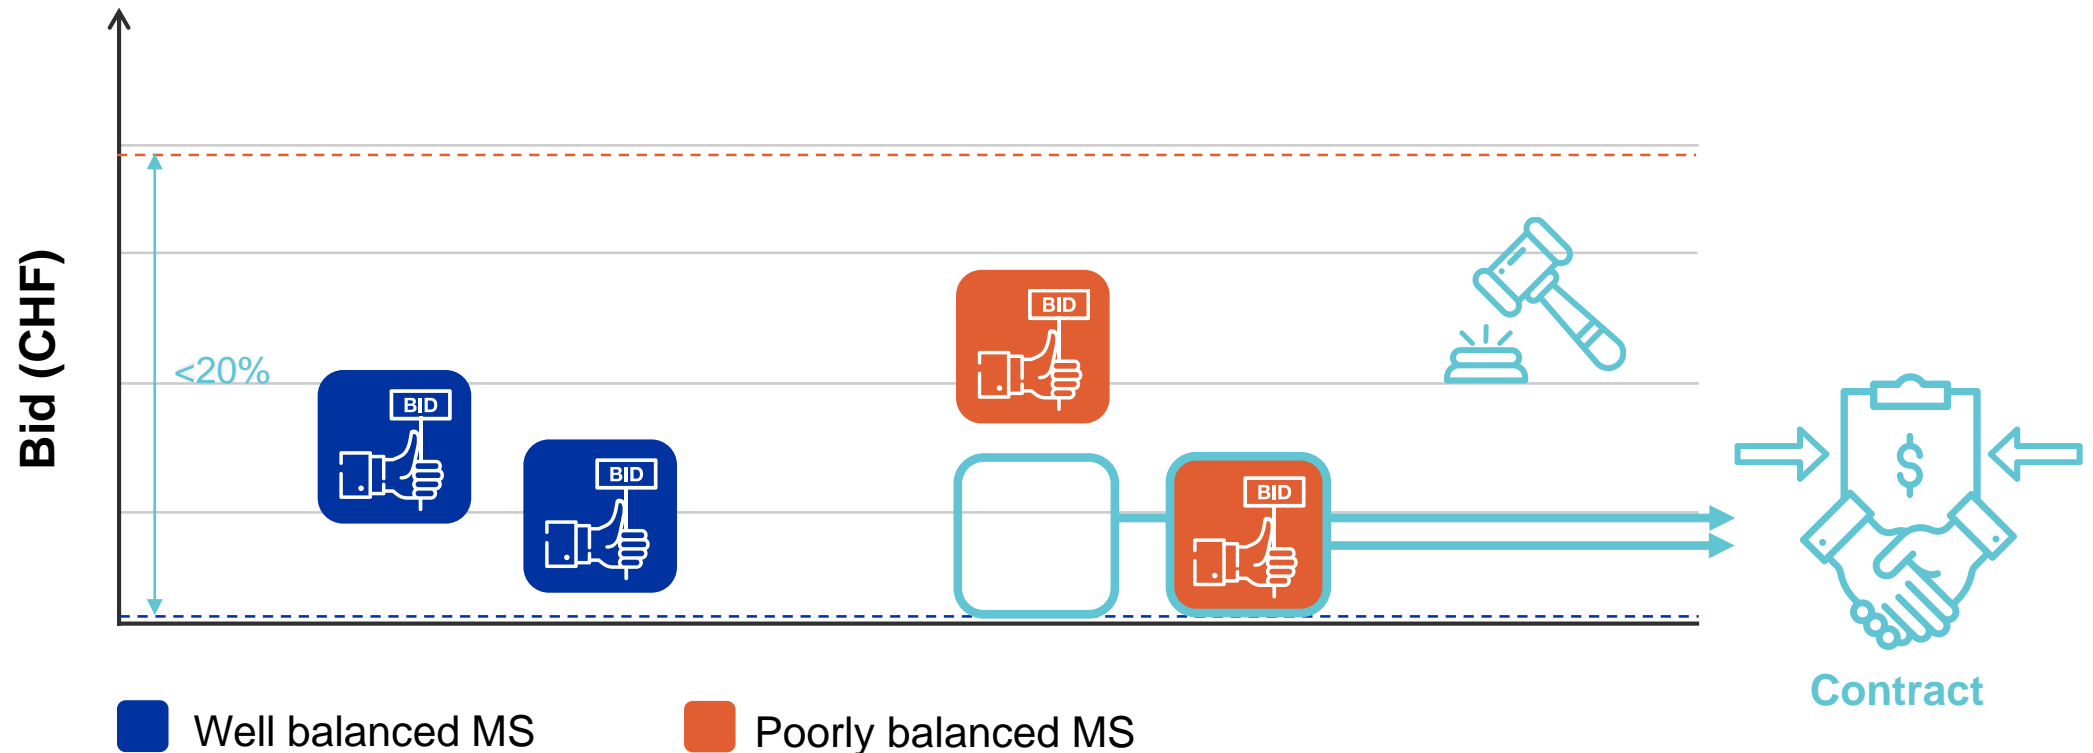 Bid (CHF)
<20%
BID
BID
BID
BID
$
Contract
Well balanced MS
Poorly balanced MS